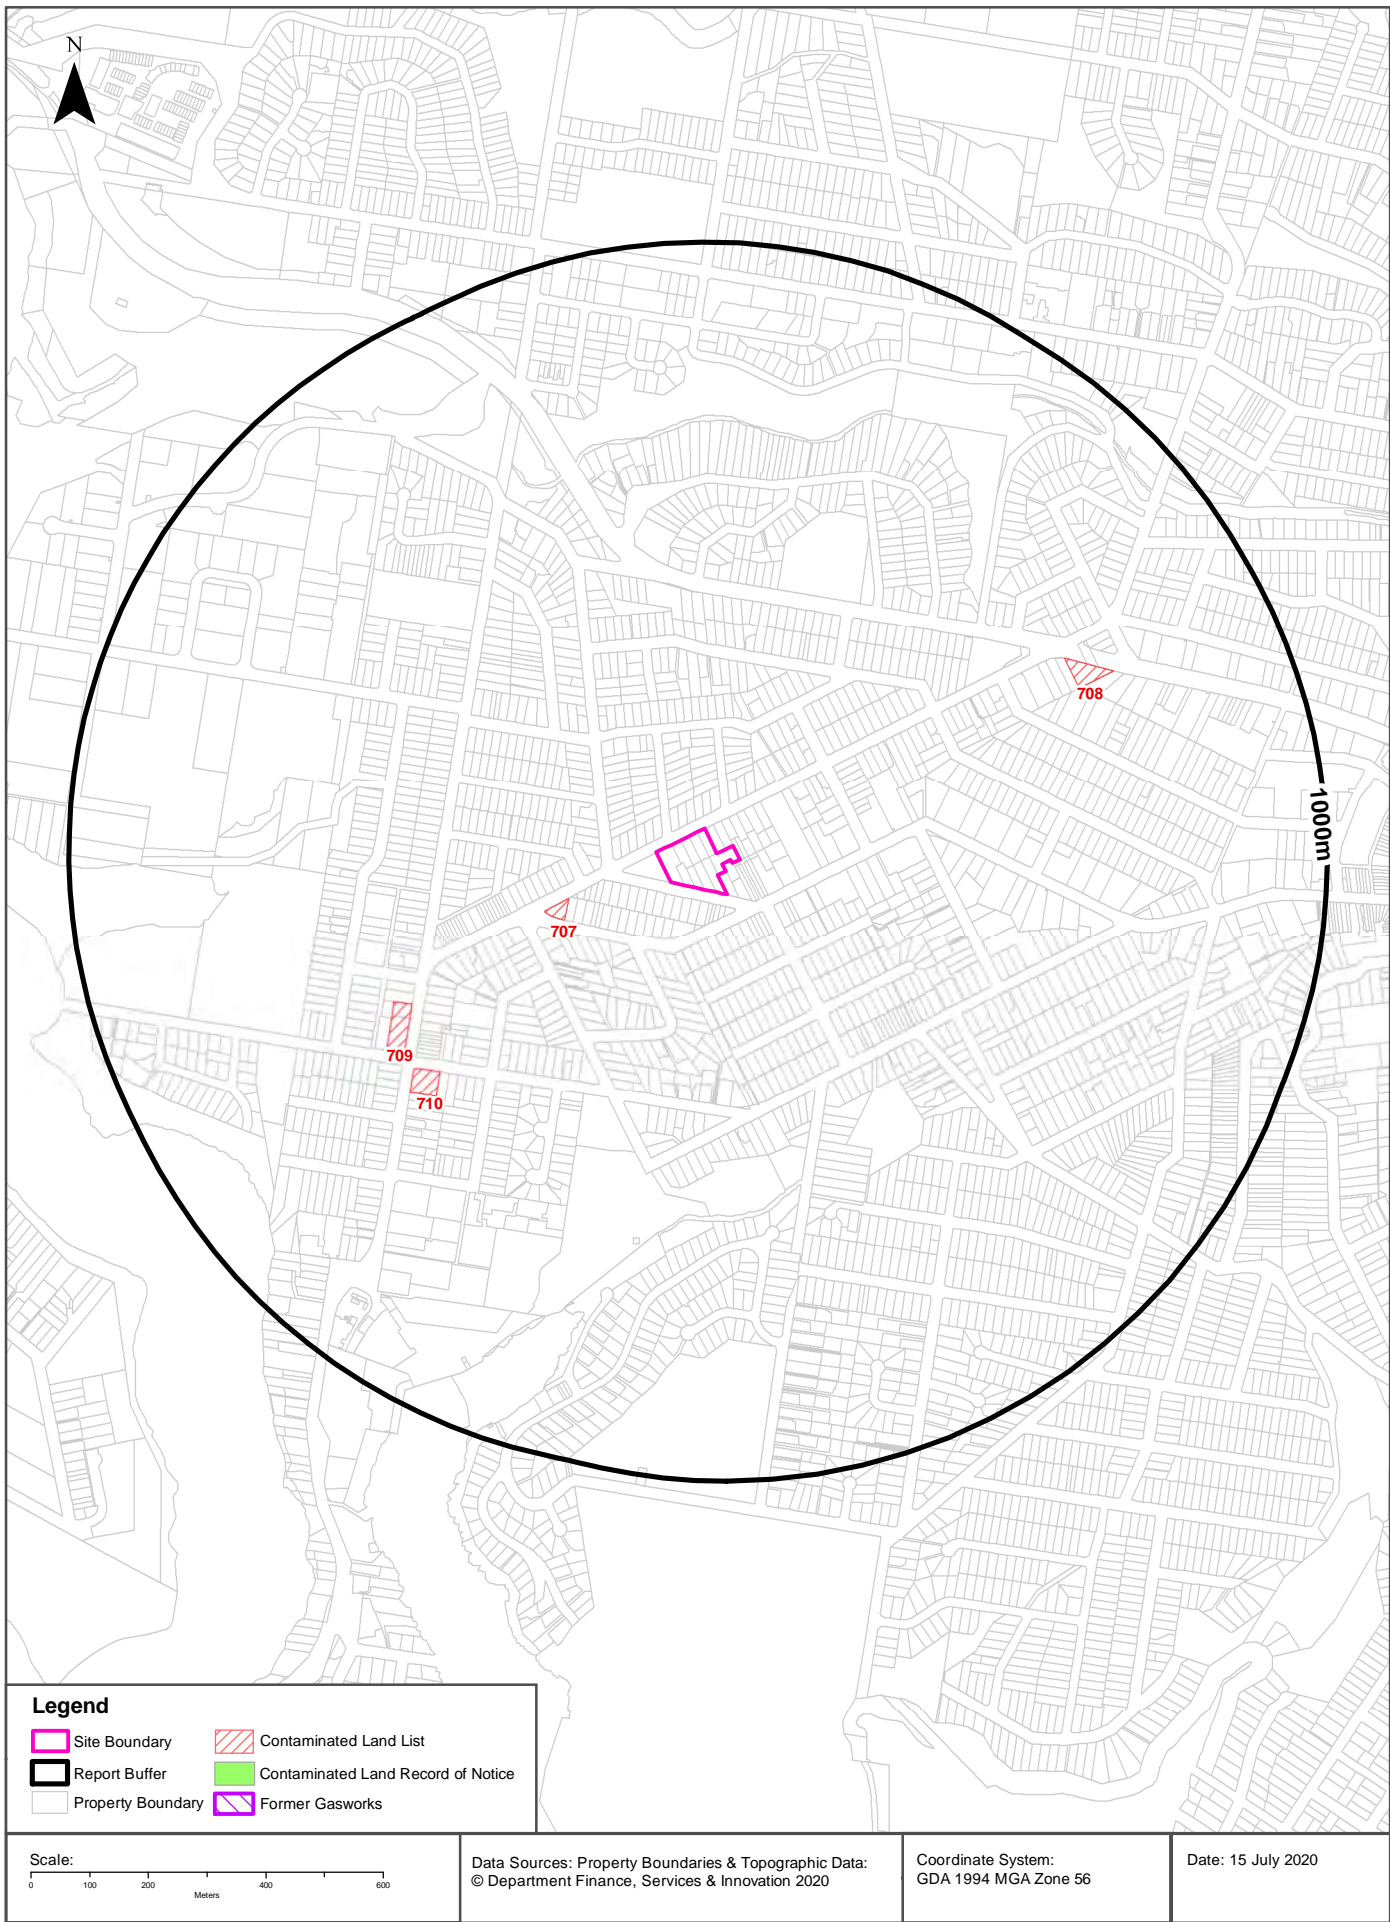 N
708
1000m
707
709
710
Legend
Site Boundary
Contaminated Land List
Report Buffer
Contaminated Land Record of Notice
Property Boundary
Former Gasworks
Scale:
0 100 200 400 600
Meters
Data Sources: Property Boundaries & Topographic Data:
© Department Finance, Services & Innovation 2020
Coordinate System:
GDA 1994 MGA Zone 56
Date: 15 July 2020